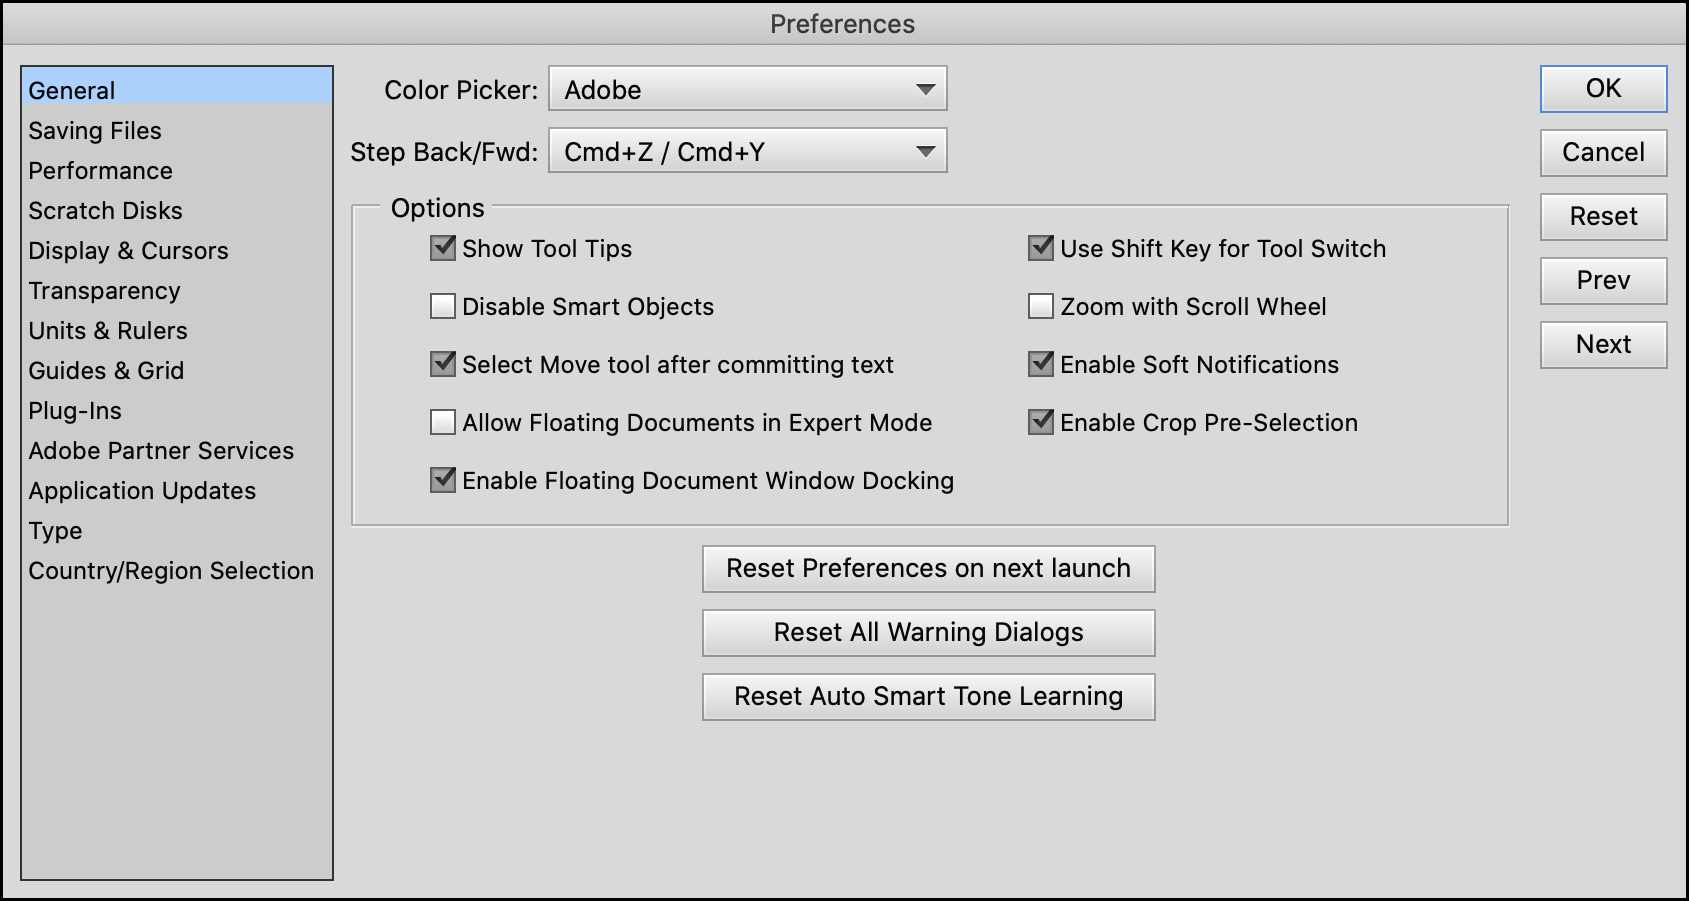 Preferences
General
Saving Files
Performance
Scratch Disks
Display & Cursors
Transparency
Units & Rulers
Guides & Grid
Plug-Ins
Adobe Partner Services
Application Updates
Type
Country/Region Selection
Color Picker: Adobe
Step Back/Fwd: Cmd+Z / Cmd+Y
Options
Show Tool Tips
Disable Smart Objects
Select Move tool after committing text
Allow Floating Documents in Expert Mode
Enable Floating Document Window Docking
Use Shift Key for Tool Switch
Zoom with Scroll Wheel
Enable Soft Notifications
Enable Crop Pre-Selection
Reset Preferences on next launch
Reset All Warning Dialogs
Reset Auto Smart Tone Learning
OK
Cancel
Reset
Prev
Next